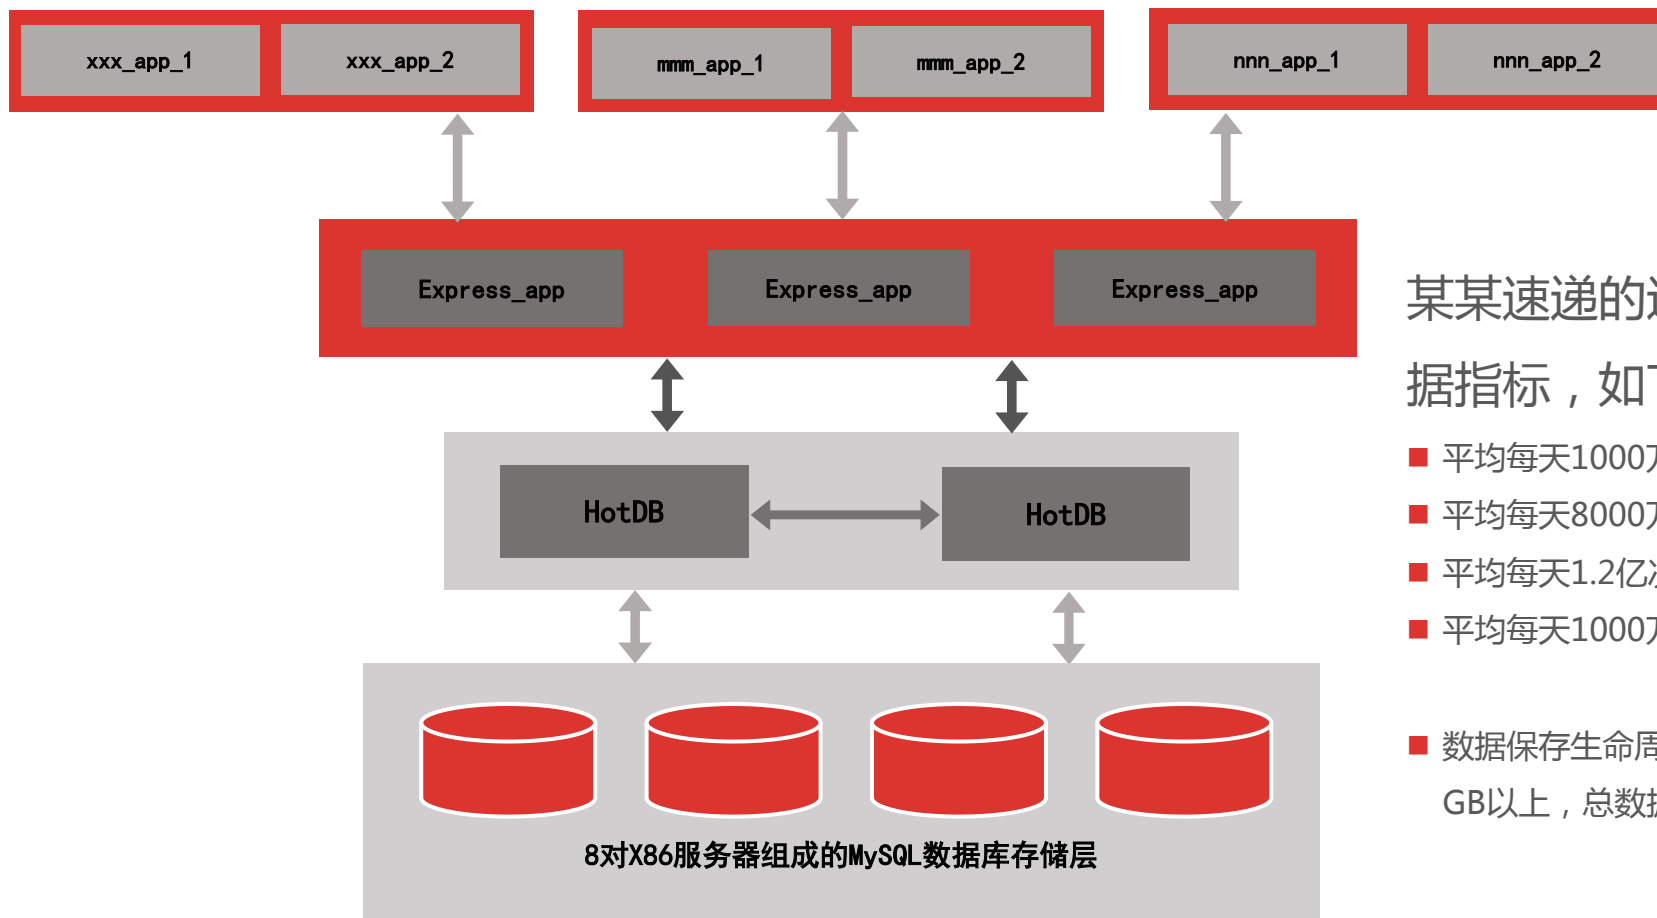 xxx_app_1
xxx_app_2
mmm_app_1
mmm_app_2
nnn_app_1
nnn_app_2
Express_app
Express_app
Express_app
HotDB
HotDB
8对X86服务器组成的MySQL数据库存储层
某某速递的
据指标，如
平均每天1000
平均每天8000
平均每天1.2亿
平均每天1000
数据保存生命周
GB以上，总数据